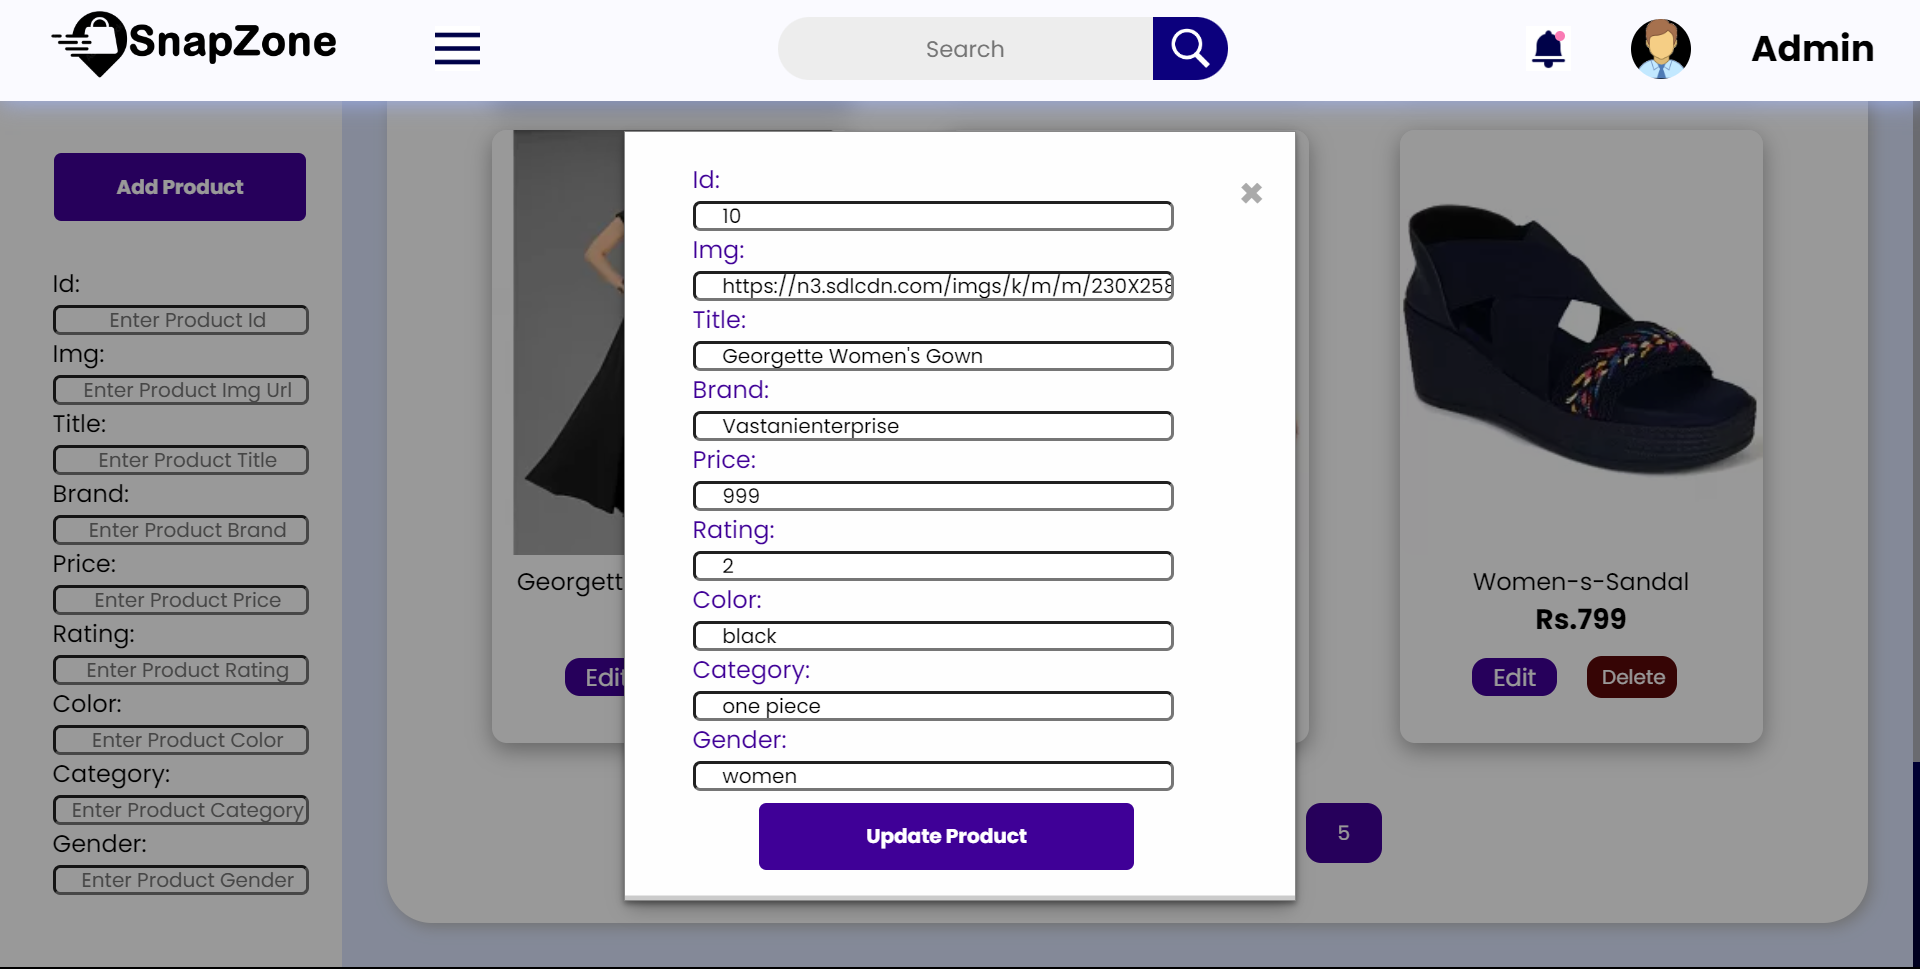 SnapZone
Search
Admin
Add Product
Id:
Enter Product Id
Img:
Enter Product Img Url
Title:
Enter Product Title
Brand:
Enter Product Brand
Price:
Enter Product Price
Rating:
Enter Product Rating
Color:
Enter Product Color
Category:
Enter Product Category
Gender:
Enter Product Gender
Georgett
Edit
Id:
10
Img:
https://n3.sdlcdn.com/imgs/k/m/m/230X258
Title:
Georgette Women's Gown
Brand:
Vastanienterprise
Price:
999
Rating:
2
Color:
black
Category:
one piece
Gender:
women
Update Product
Women-s-Sandal
Rs.799
Edit
Delete
5